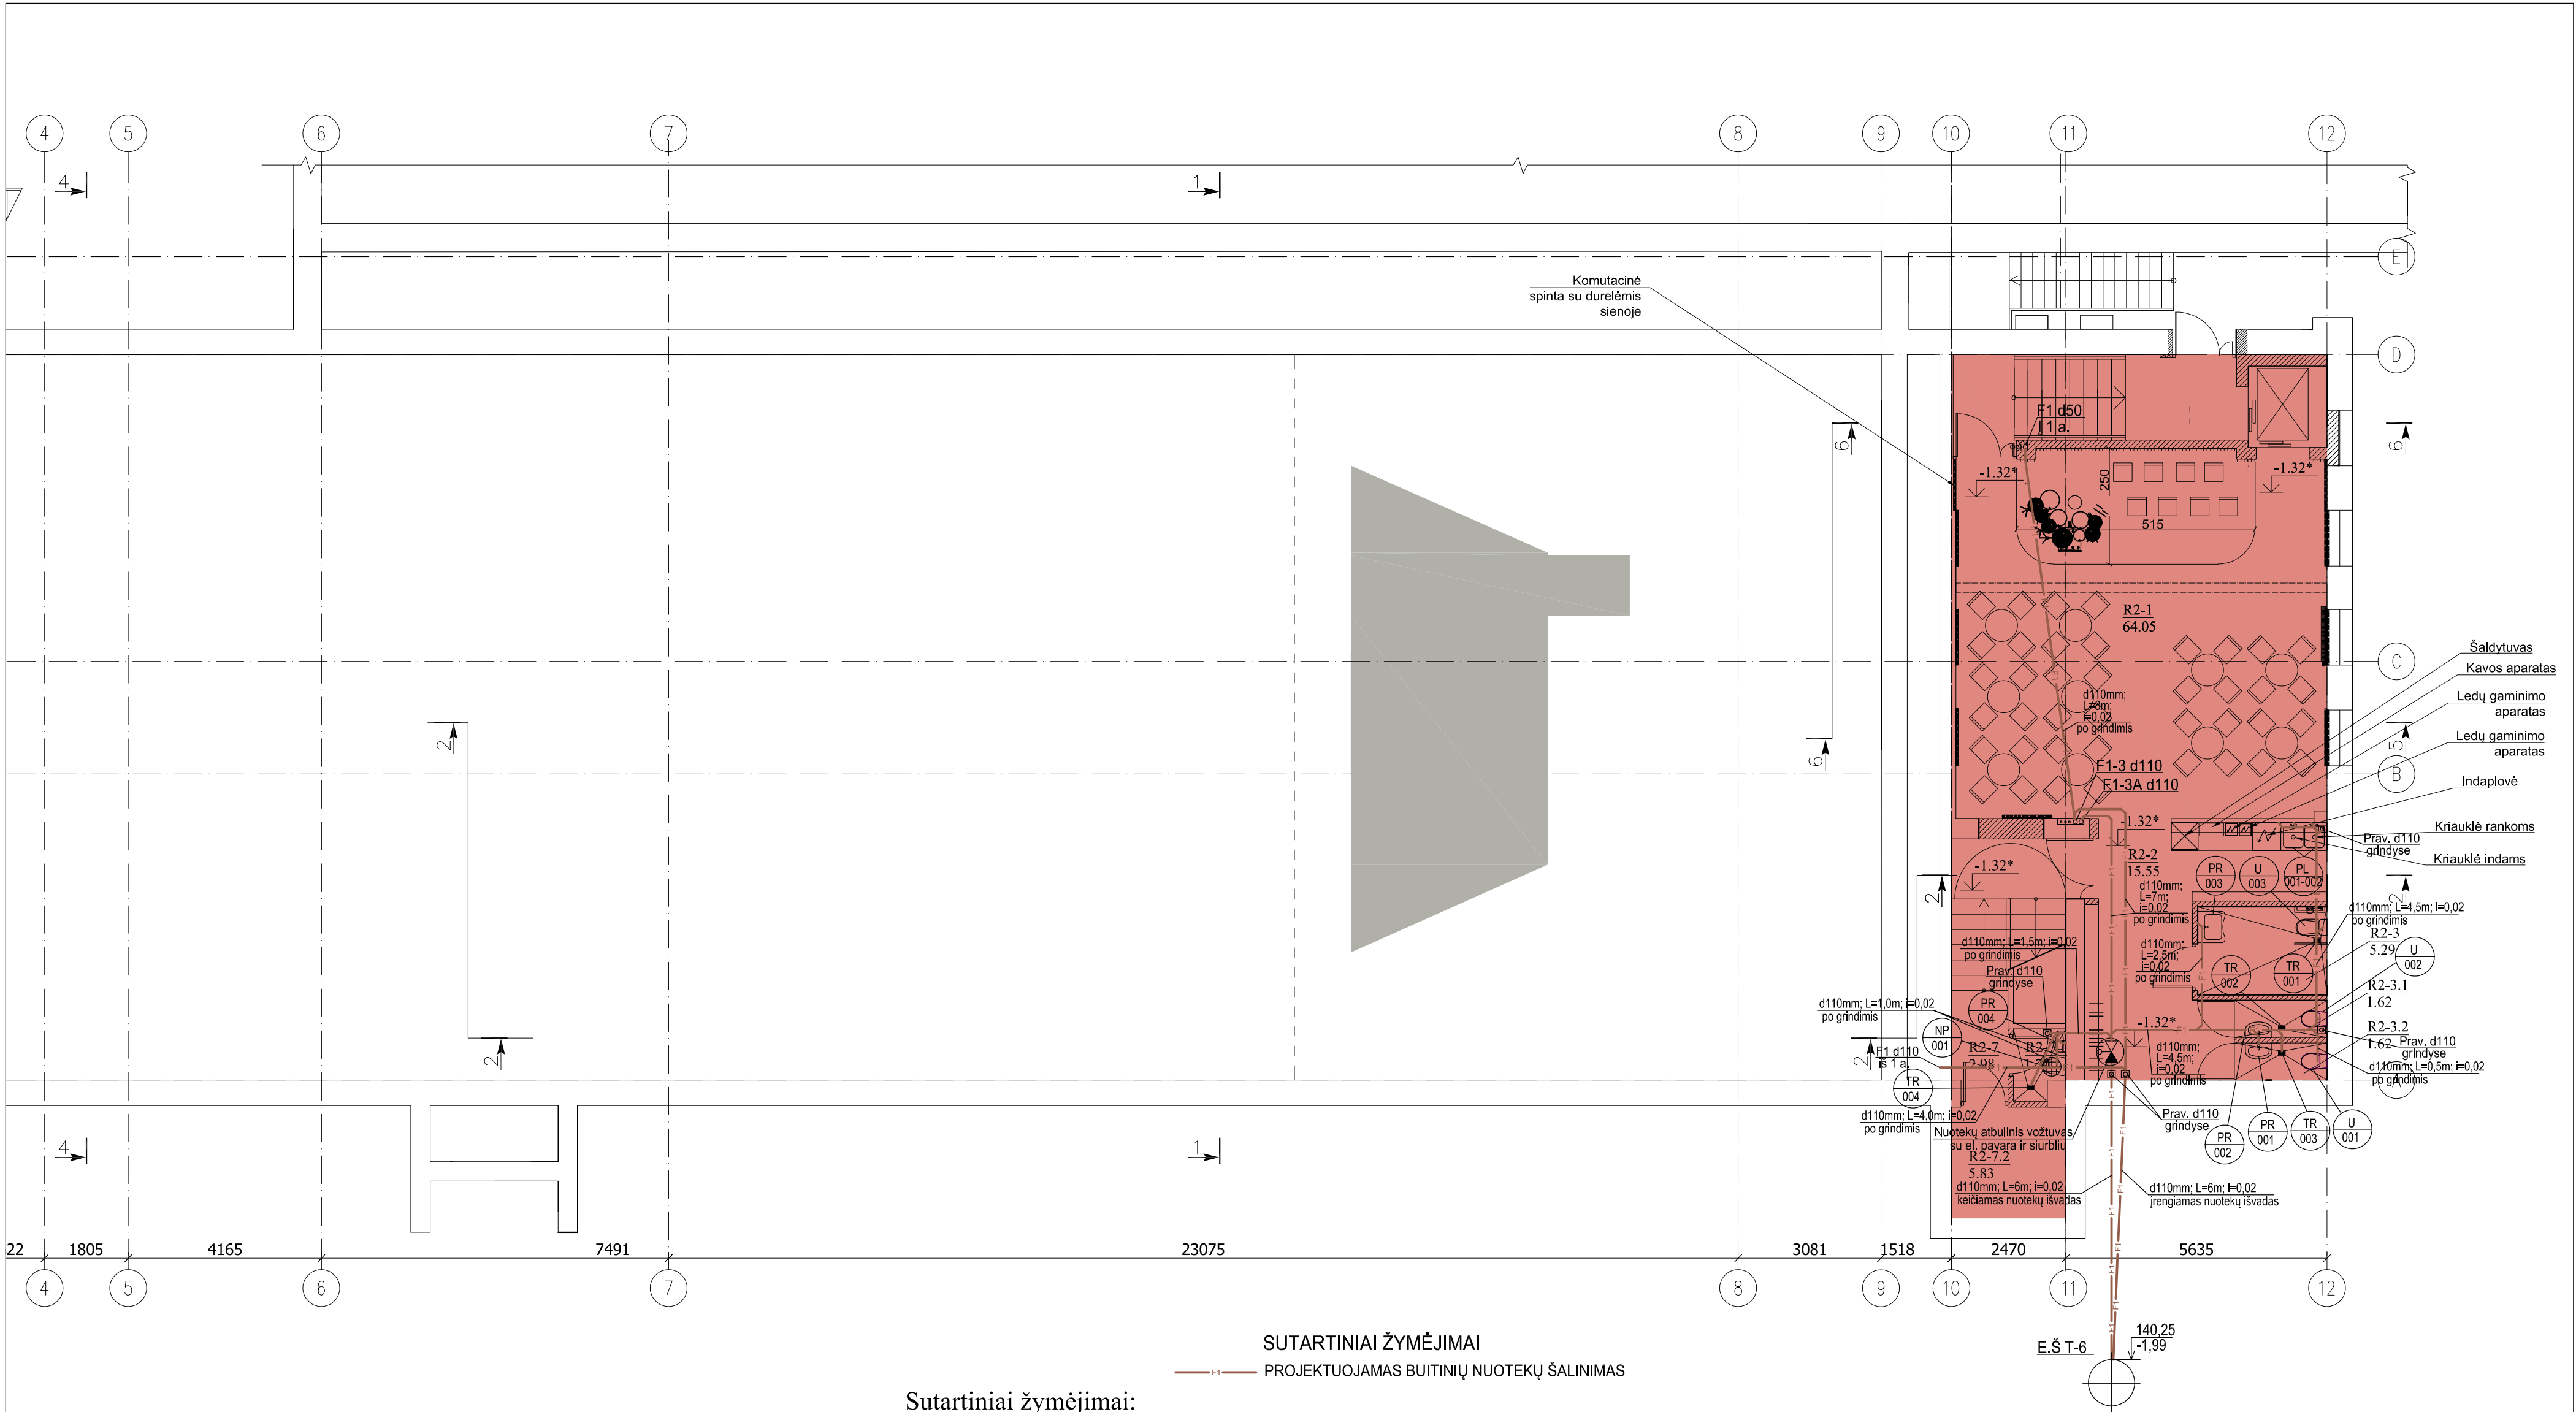 4
5
6
7
8
9
10
11
12
4
1
E
Komutacinė
spinta su durelėmis
sienoje
D
F1 d50
į 1 a.
6
6
-1.32*
250
-1.32*
515
R2-1
64.05
Šaldytuvas
C
Kavos aparatas
Ledų gaminimo
aparatas
d110mm;
L=8m;
i=0,02
po grindimis
2
6
5
Ledų gaminimo
aparatas
F1-3 d110
B
F1-3A d110
Indaplovė
-1.32*
Kriauklė rankoms
Prav. d110
grindyse
Kriauklė indams
R2-2
15.55
-1.32*
PR
003
U
003
PL
001-002
2
2
d110mm;
L=7m;
i=0,02
po grindimis
d110mm; L=4,5m; i=0,02
po grindimis
R2-3
5.29
U
002
d110mm; L=1,5m; i=0,02
po grindimis
d110mm;
L=2,5m;
i=0,02
po grindimis
Prav. d110
grindyse
TR
002
TR
001
R2-3.1
1.62
d110mm; L=1,0m; i=0,02
po grindimis
PR
004
R2-3.2
1.62
-1.32*
NP
001
Prav. d110
grindyse
2
2
F1 d110
iš 1 a.
R2-7
2.98
d110mm;
L=4,5m;
i=0,02
po grindimis
d110mm; L=0,5m; i=0,02
po grindimis
TR
004
d110mm; L=4,0m; i=0,02
po grindimis
Prav. d110
grindyse
Nuotekų atbulinis vožtuvas
su el. pavara ir siurbliu
PR
002
PR
001
TR
003
U
001
4
1
R2-7.2
5.83
d110mm; L=6m; i=0,02
keičiamas nuotekų išvadas
d110mm; L=6m; i=0,02
įrengiamas nuotekų išvadas
22
1805
4165
7491
23075
3081
1518
2470
5635
4
5
6
7
8
9
10
11
12
SUTARTINIAI ŽYMĖJIMAI
F1 PROJEKTUOJAMAS BUITINIŲ NUOTEKŲ ŠALINIMAS
E.Š T-6
140,25
-1,99
Sutartiniai žymėjimai: